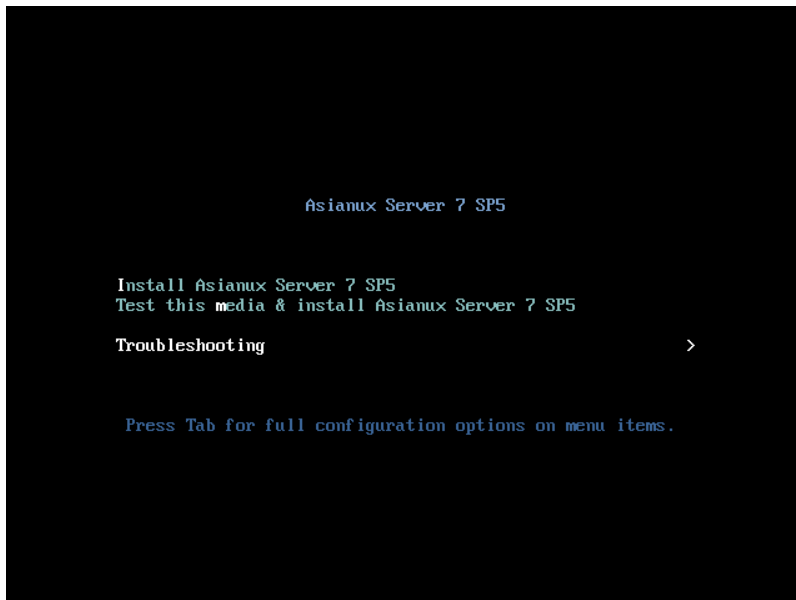 Asianux Server 7 SP5
Install Asianux Server 7 SP5
Test this media & install Asianux Server 7 SP5
Troubleshooting >
Press Tab for full configuration options on menu items.